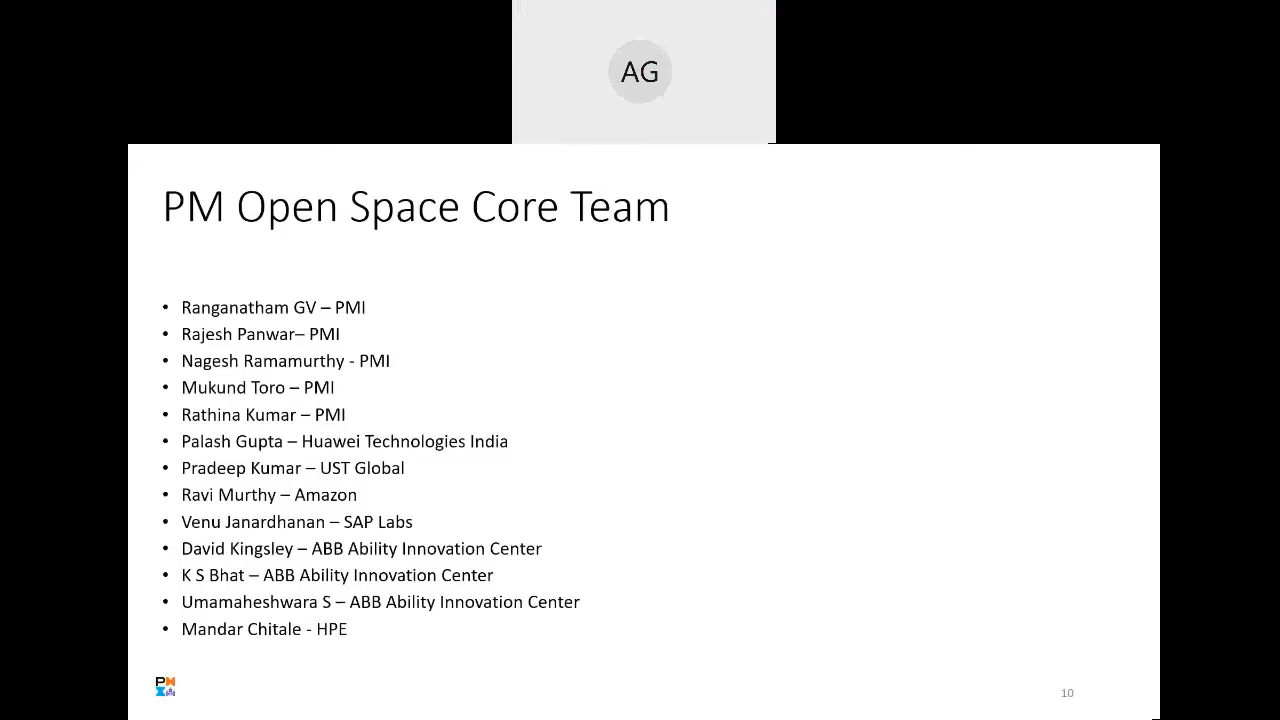 AG
PM Open Space Core Team
• Ranganatham GV – PMI
• Rajesh Panwar– PMI
• Nagesh Ramamurthy - PMI
• Mukund Toro – PMI
• Rathina Kumar – PMI
• Palash Gupta – Huawei Technologies India
• Pradeep Kumar – UST Global
• Ravi Murthy – Amazon
• Venu Janardhanan – SAP Labs
• David Kingsley – ABB Ability Innovation Center
• K S Bhat – ABB Ability Innovation Center
• Umamaheshwara S – ABB Ability Innovation Center
• Mandar Chitale - HPE
PM
10